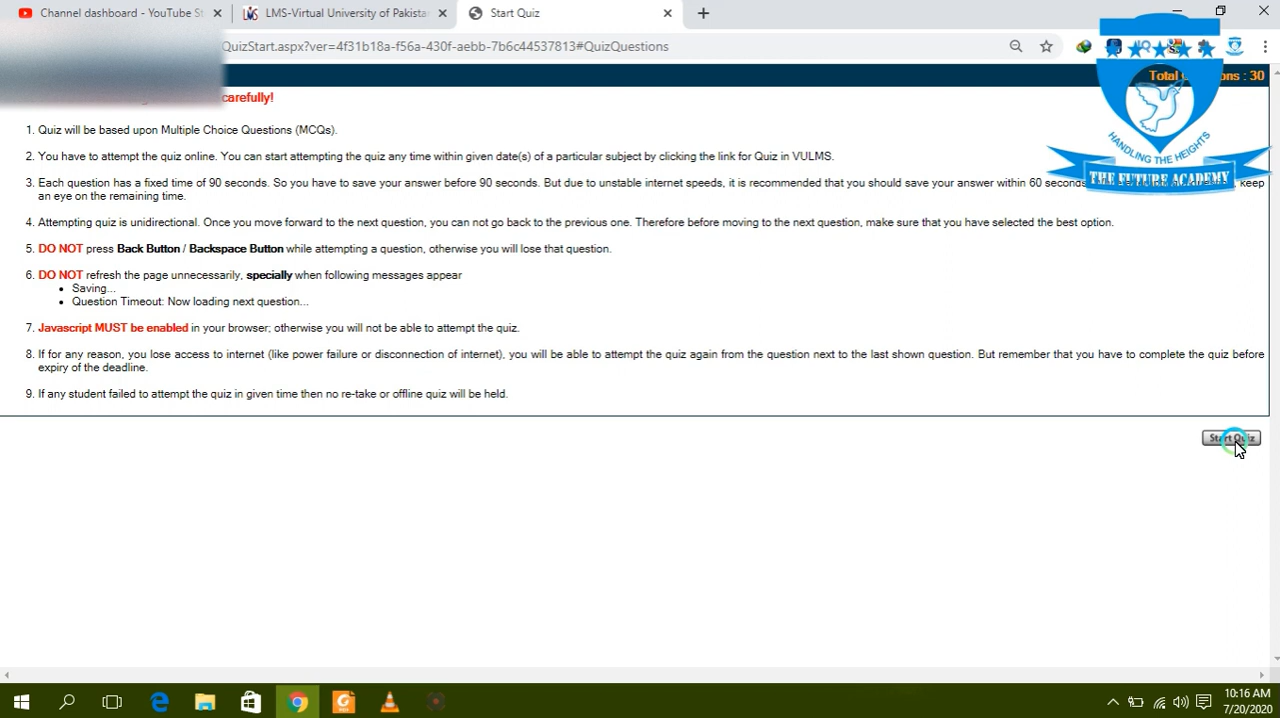 Channel dashboard - YouTube St
LMS-Virtual University of Pakista
Start Quiz
QuizStart.aspx?ver=4f31b18a-f56a-430f-aebb-7b6c44537813#QuizQuestions
Total ns : 30
carefully!
1. Quiz will be based upon Multiple Choice Questions (MCQs).
2. You have to attempt the quiz online. You can start attempting the quiz any time within given date(s) of a particular subject by clicking the link for Quiz in VULMS.
3. Each question has a fixed time of 90 seconds. So you have to save your answer before 90 seconds. But due to unstable internet speeds, it is recommended that you should save your answer within 60 seconds keep
an eye on the remaining time.
4. Attempting quiz is unidirectional. Once you move forward to the next question, you can not go back to the previous one. Therefore before moving to the next question, make sure that you have selected the best option.
5. DO NOT press Back Button / Backspace Button while attempting a question, otherwise you will lose that question.
6. DO NOT refresh the page unnecessarily, specially when following messages appear
• Saving...
• Question Timeout: Now loading next question...
7. Javascript MUST be enabled in your browser; otherwise you will not be able to attempt the quiz.
8. If for any reason, you lose access to internet (like power failure or disconnection of internet), you will be able to attempt the quiz again from the question next to the last shown question. But remember that you have to complete the quiz before
expiry of the deadline.
9. If any student failed to attempt the quiz in given time then no re-take or offline quiz will be held.
Start Quiz
HANDLING THE HEIGHTS
THE FUTURE ACADEMY
10:16 AM
7/20/2020